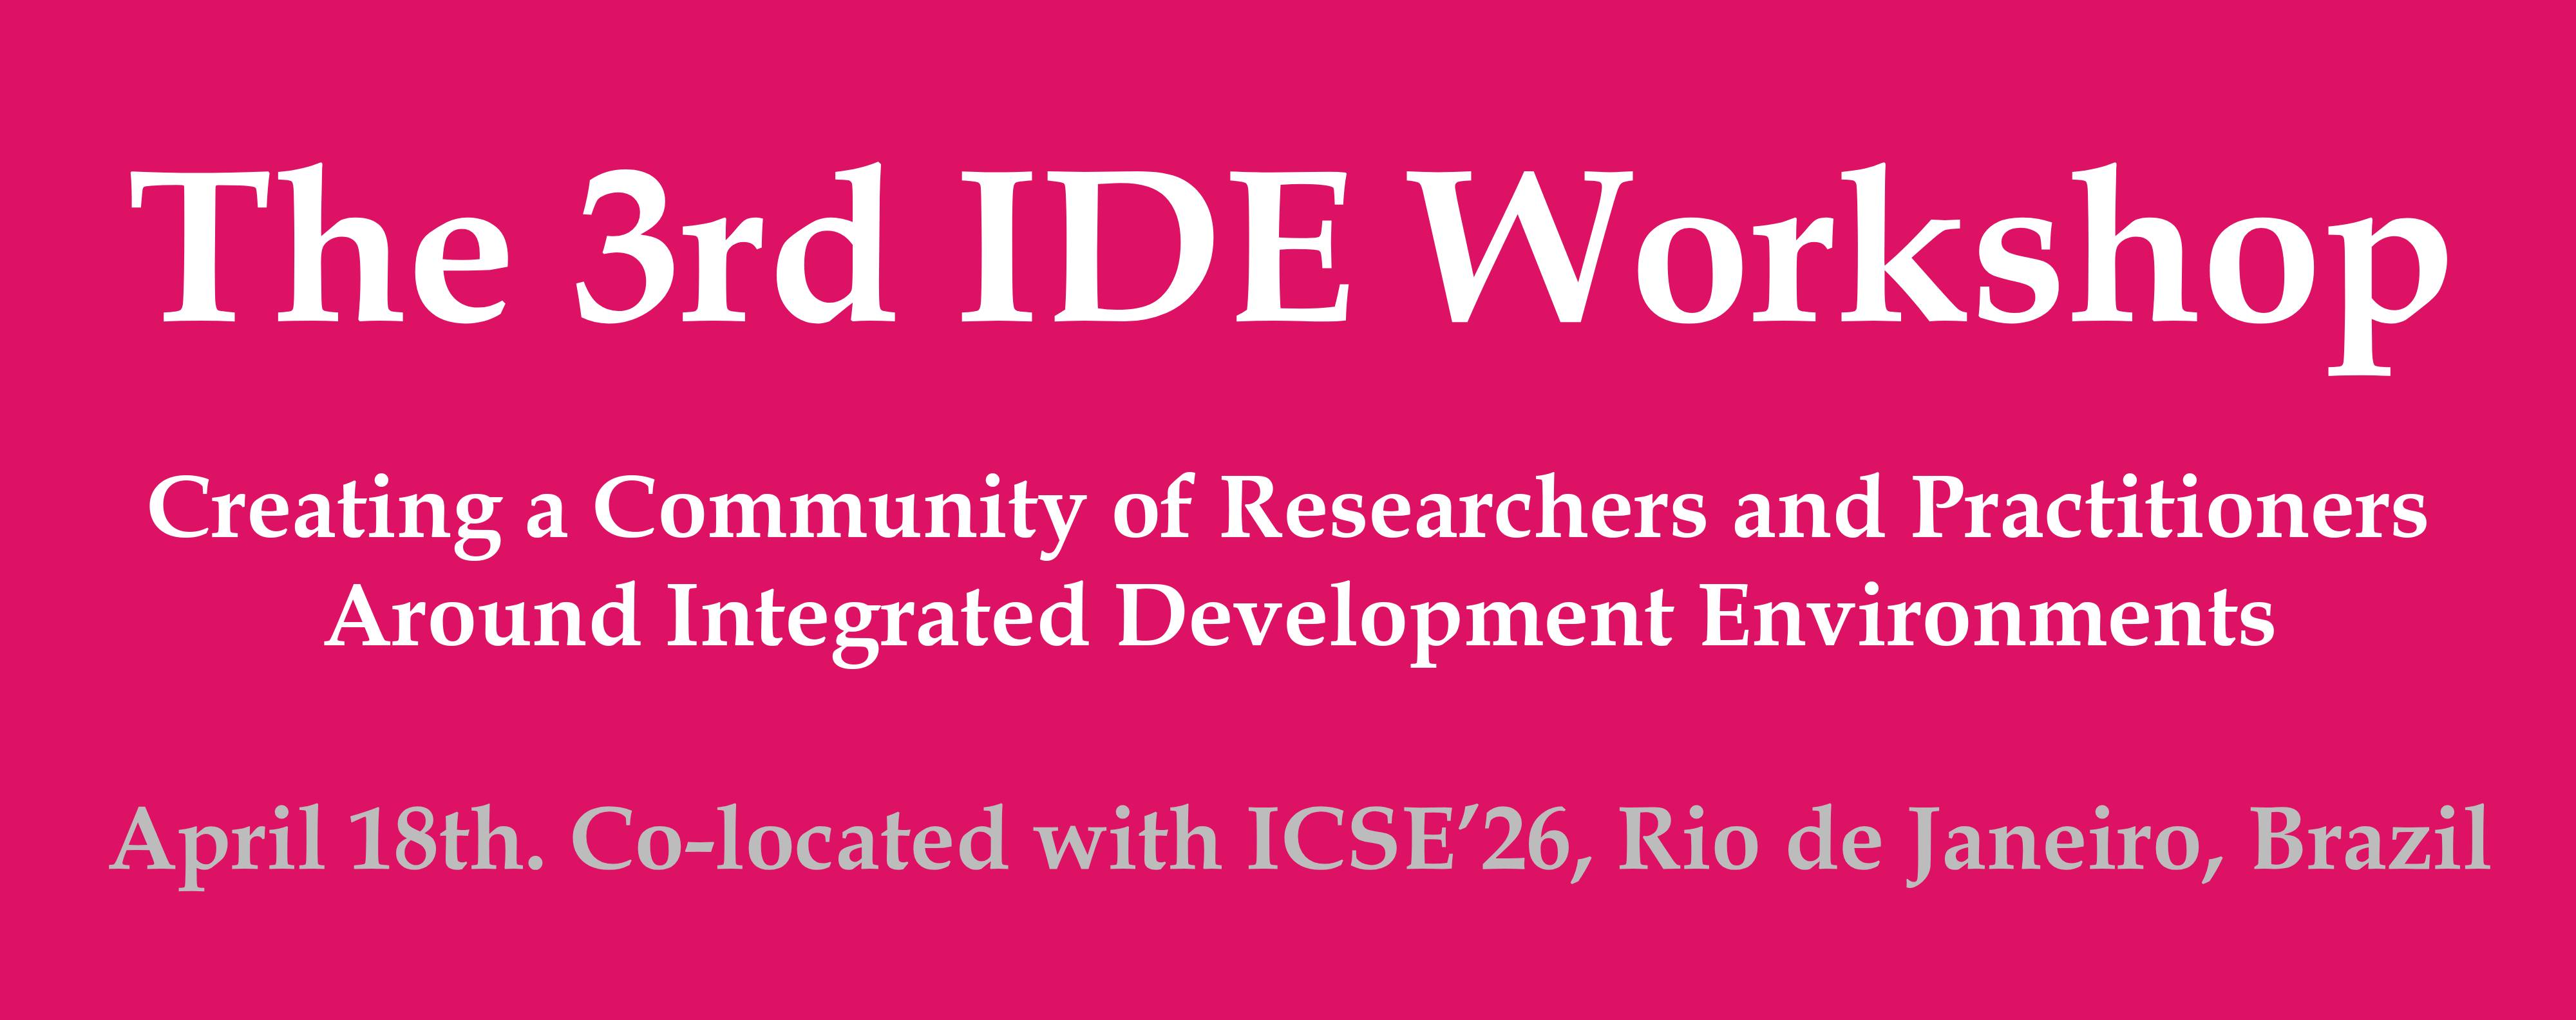 The 3rd IDE Workshop
Creating a Community of Researchers and Practitioners
Around Integrated Development Environments
April 18th. Co-located with ICSE’26, Rio de Janeiro, Brazil